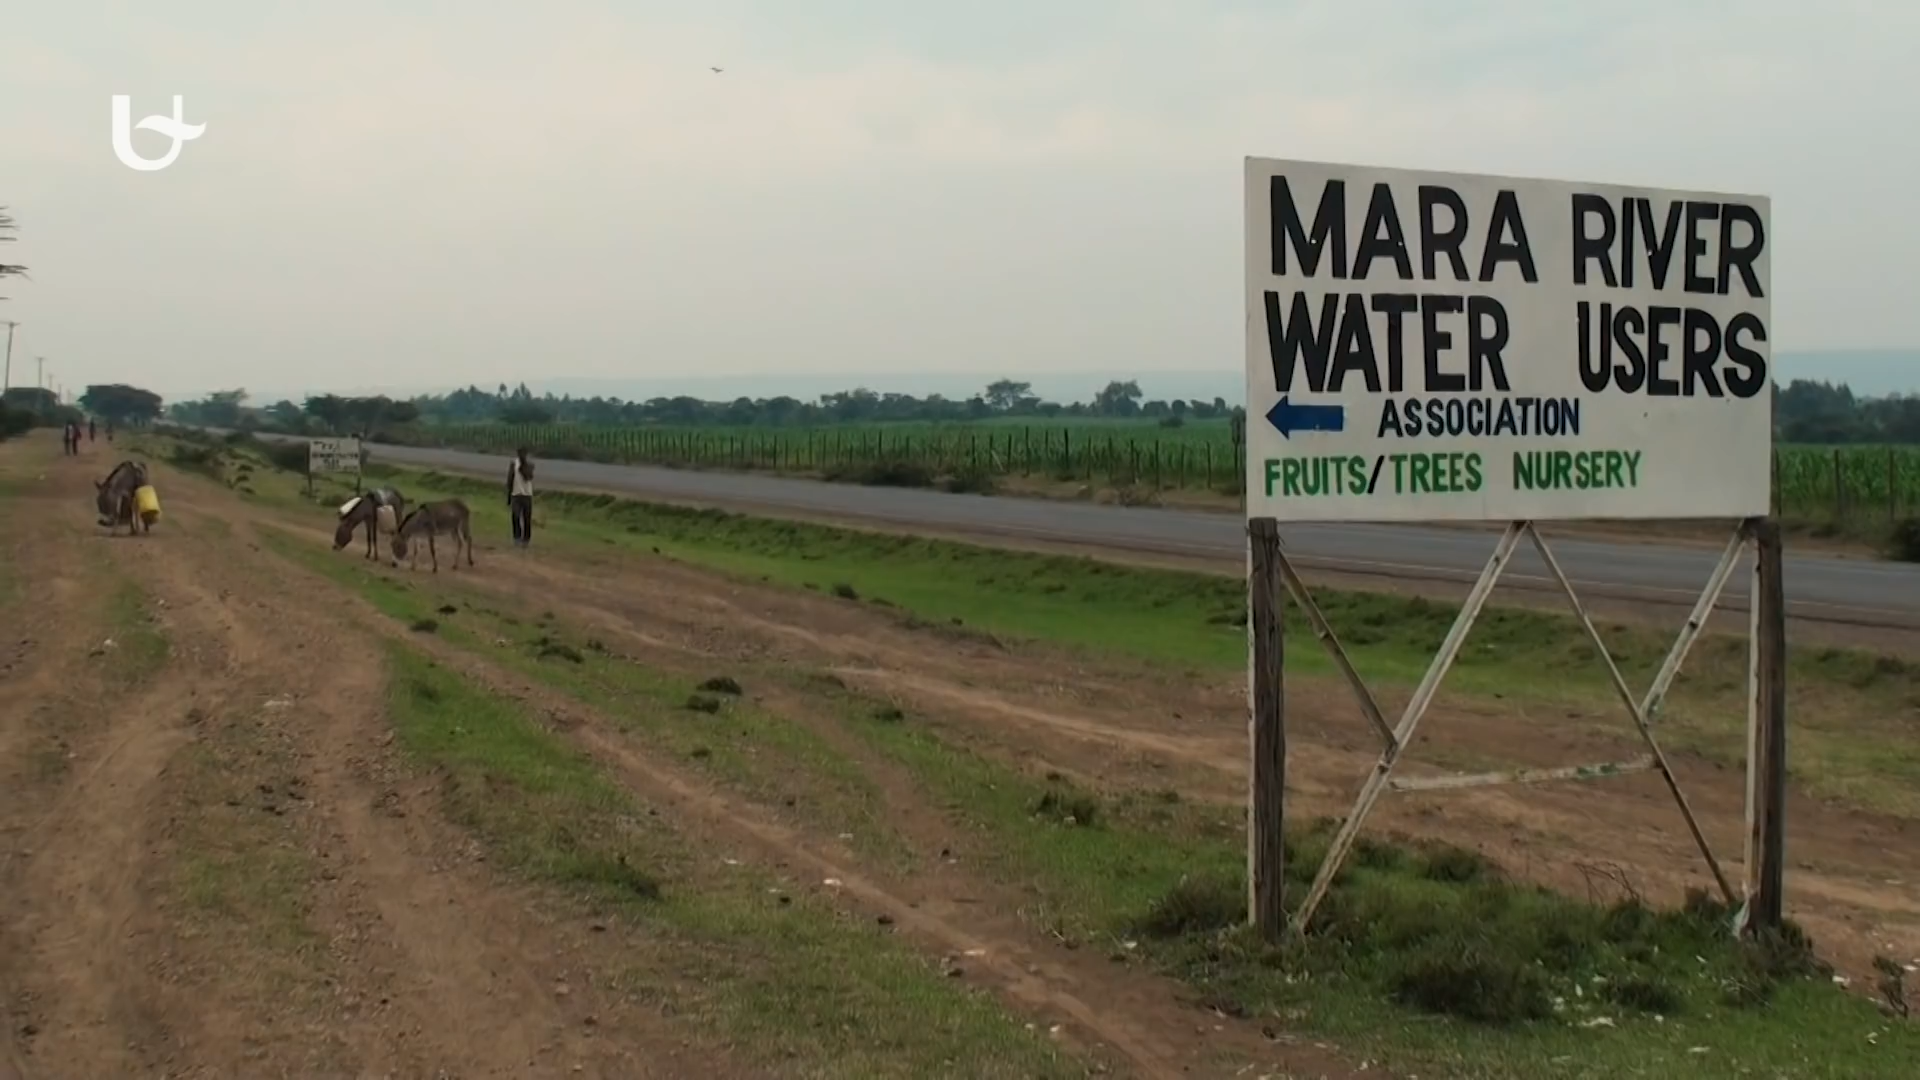 MARA RIVER
WATER USERS
ASSOCIATION
FRUITS/TREES NURSERY